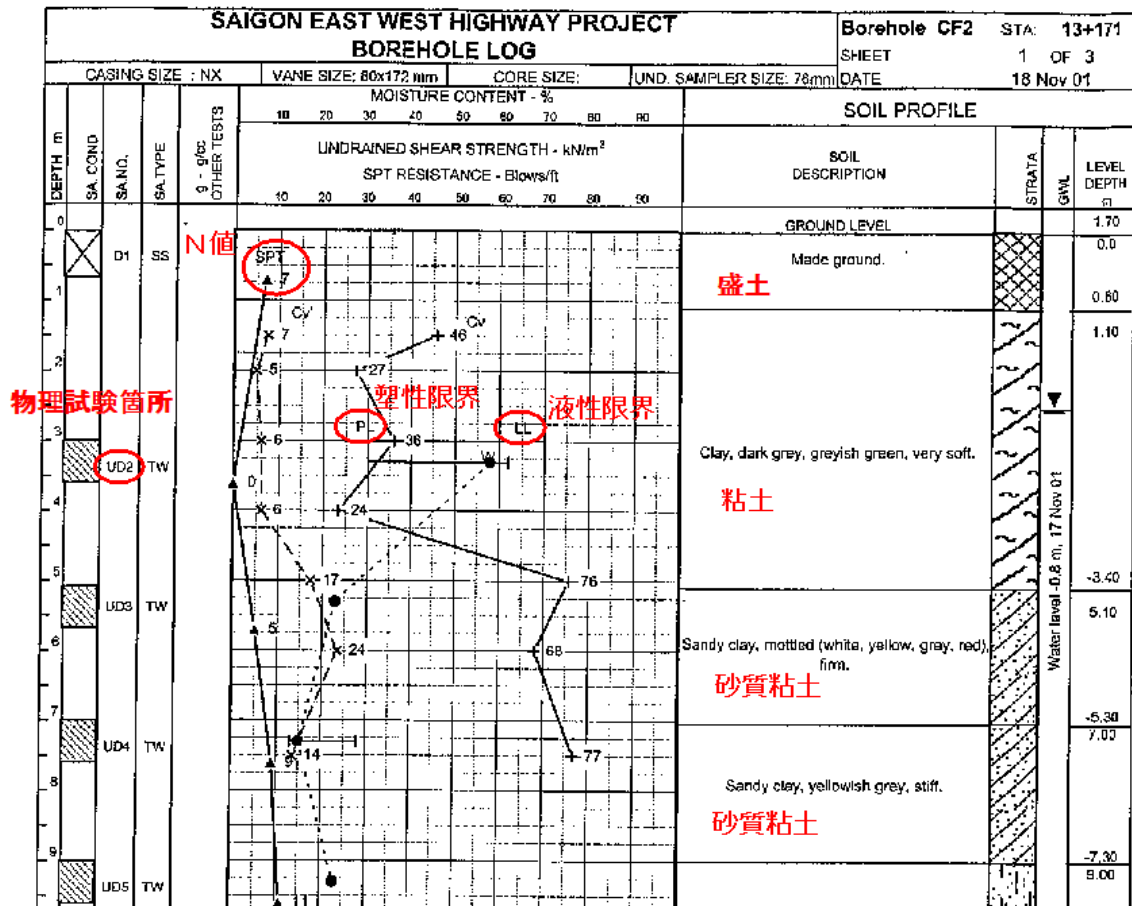 SAIGON EAST WEST HIGHWAY PROJECT
BOREHOLE LOG
Borehole CF2 STA: 13+171
SHEET 1 OF 3
CASING SIZE : NX VANE SIZE: 80x172 mm CORE SIZE: UND. SAMPLER SIZE: 76mm DATE 18 Nov 01
MOISTURE CONTENT - %
10 20 30 40 50 60 70 80 90
SOIL PROFILE
DEPTH m
SA. COND
SA.NO.
SA.TYPE
g - g/cc
OTHER TESTS
UNDRAINED SHEAR STRENGTH - kN/m²
SPT RESISTANCE - Blows/ft
10 20 30 40 50 60 70 80 90
SOIL
DESCRIPTION
STRATA
GWL
LEVEL
DEPTH
m
GROUND LEVEL 1.70
0 0.0
D1 SS N値 SPT Made ground.
7 盛土
1 0.60
Cv' Cv 1.10
7 46
2 5 27
物理試験箇所 塑性限界 液性限界
PL LL
3 6 36 Clay, dark grey, greyish green, very soft.
W
UD2 TW 粘土
0
4 6 24
5 17 76 -3.40
UD3 TW 5.10
5
6 24 68 Sandy clay, mottled (white, yellow, gray, red), firm.
砂質粘土
7 -5.30
7.00
UD4 TW
9 14 77
8 Sandy clay, yellowish grey, stiff.
砂質粘土
9 -7.30
9.00
UD5 TW
11
Water laval -0.8 m, 17 Nov 01